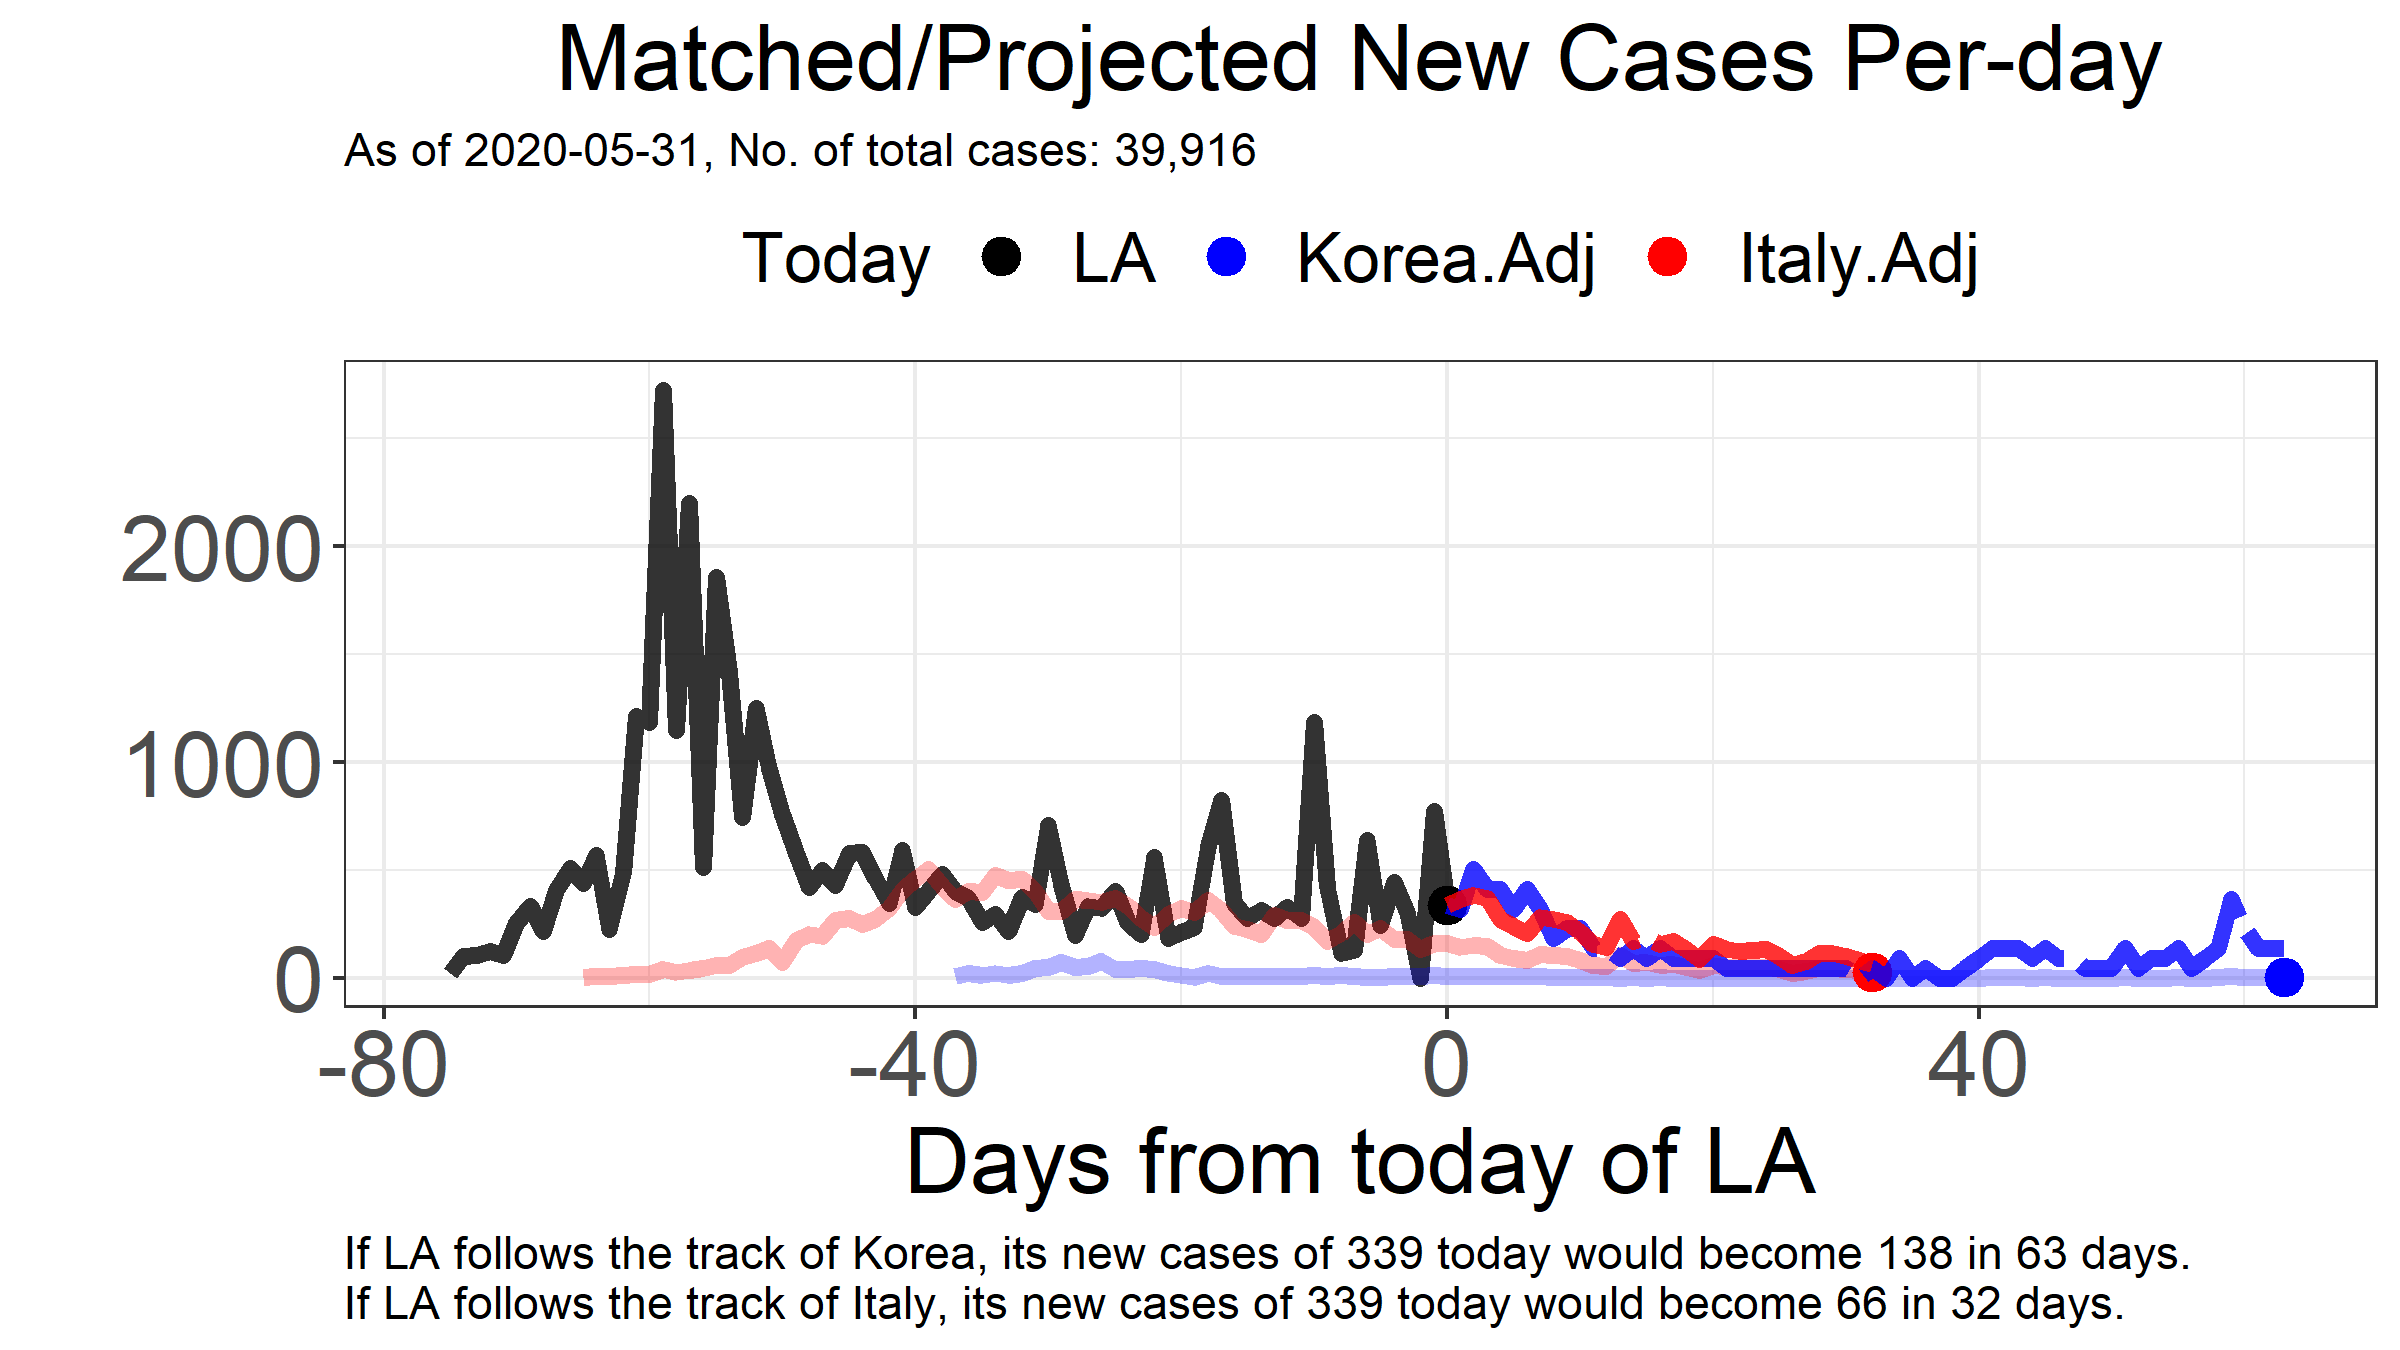 Matched/Projected New Cases Per-day
As of 2020-05-31, No. of total cases: 39,916
Today LA Korea.Adj Italy.Adj
2000
1000
0
-80 -40 0 40
Days from today of LA
If LA follows the track of Korea, its new cases of 339 today would become 138 in 63 days.
If LA follows the track of Italy, its new cases of 339 today would become 66 in 32 days.